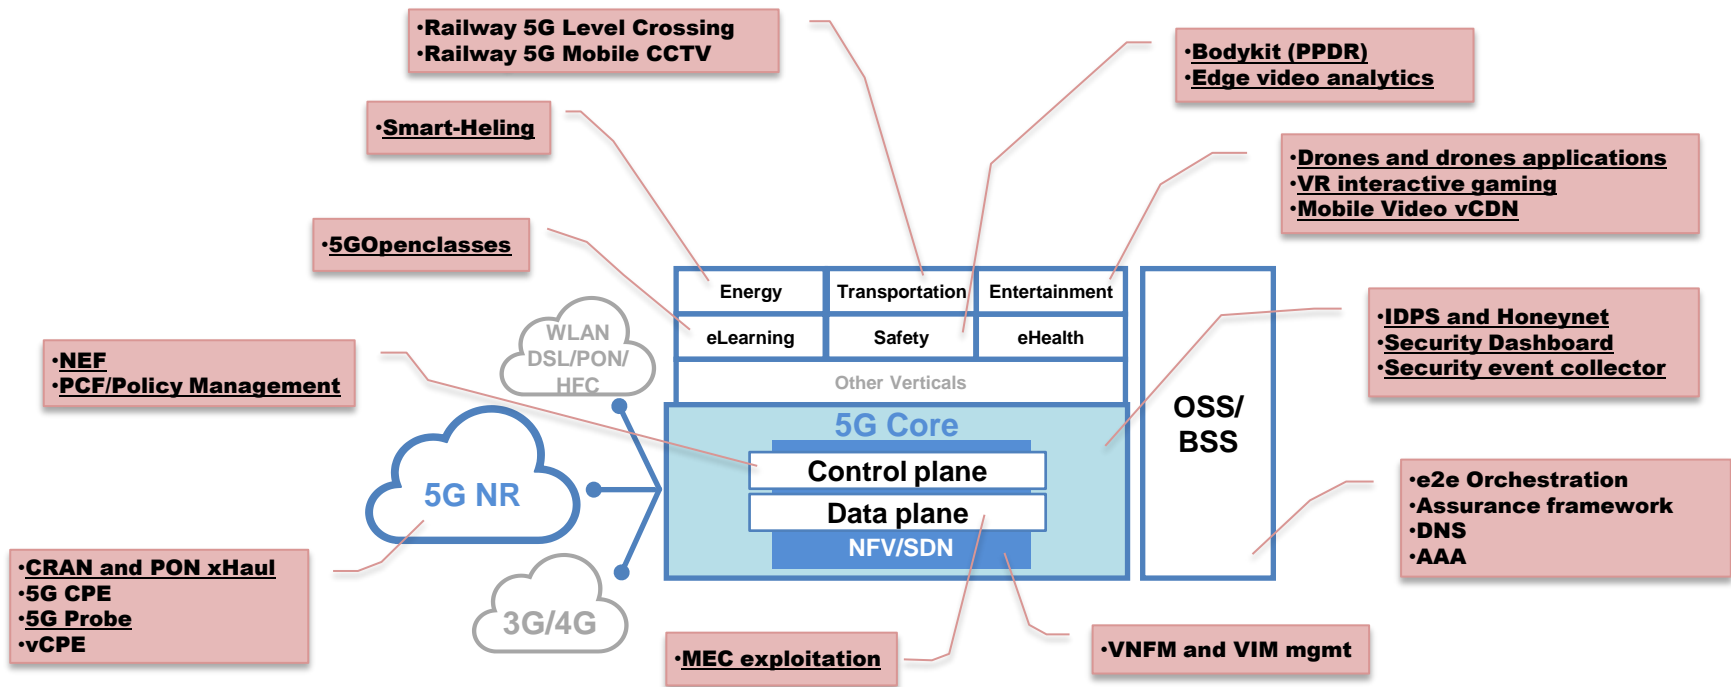 •Railway 5G Level Crossing
•Railway 5G Mobile CCTV
•Bodykit (PPDR)
•Edge video analytics
•Smart-Heling
•Drones and drones applications
•VR interactive gaming
•Mobile Video vCDN
•5GOpenclasses
Energy
Transportation
Entertainment
eLearning
Safety
eHealth
Other Verticals
WLAN
DSL/PON/
HFC
•IDPS and Honeynet
•Security Dashboard
•Security event collector
•NEF
•PCF/Policy Management
OSS/
BSS
5G Core
Control plane
Data plane
NFV/SDN
5G NR
•e2e Orchestration
•Assurance framework
•DNS
•AAA
•CRAN and PON xHaul
•5G CPE
•5G Probe
•vCPE
3G/4G
•MEC exploitation
•VNFM and VIM mgmt